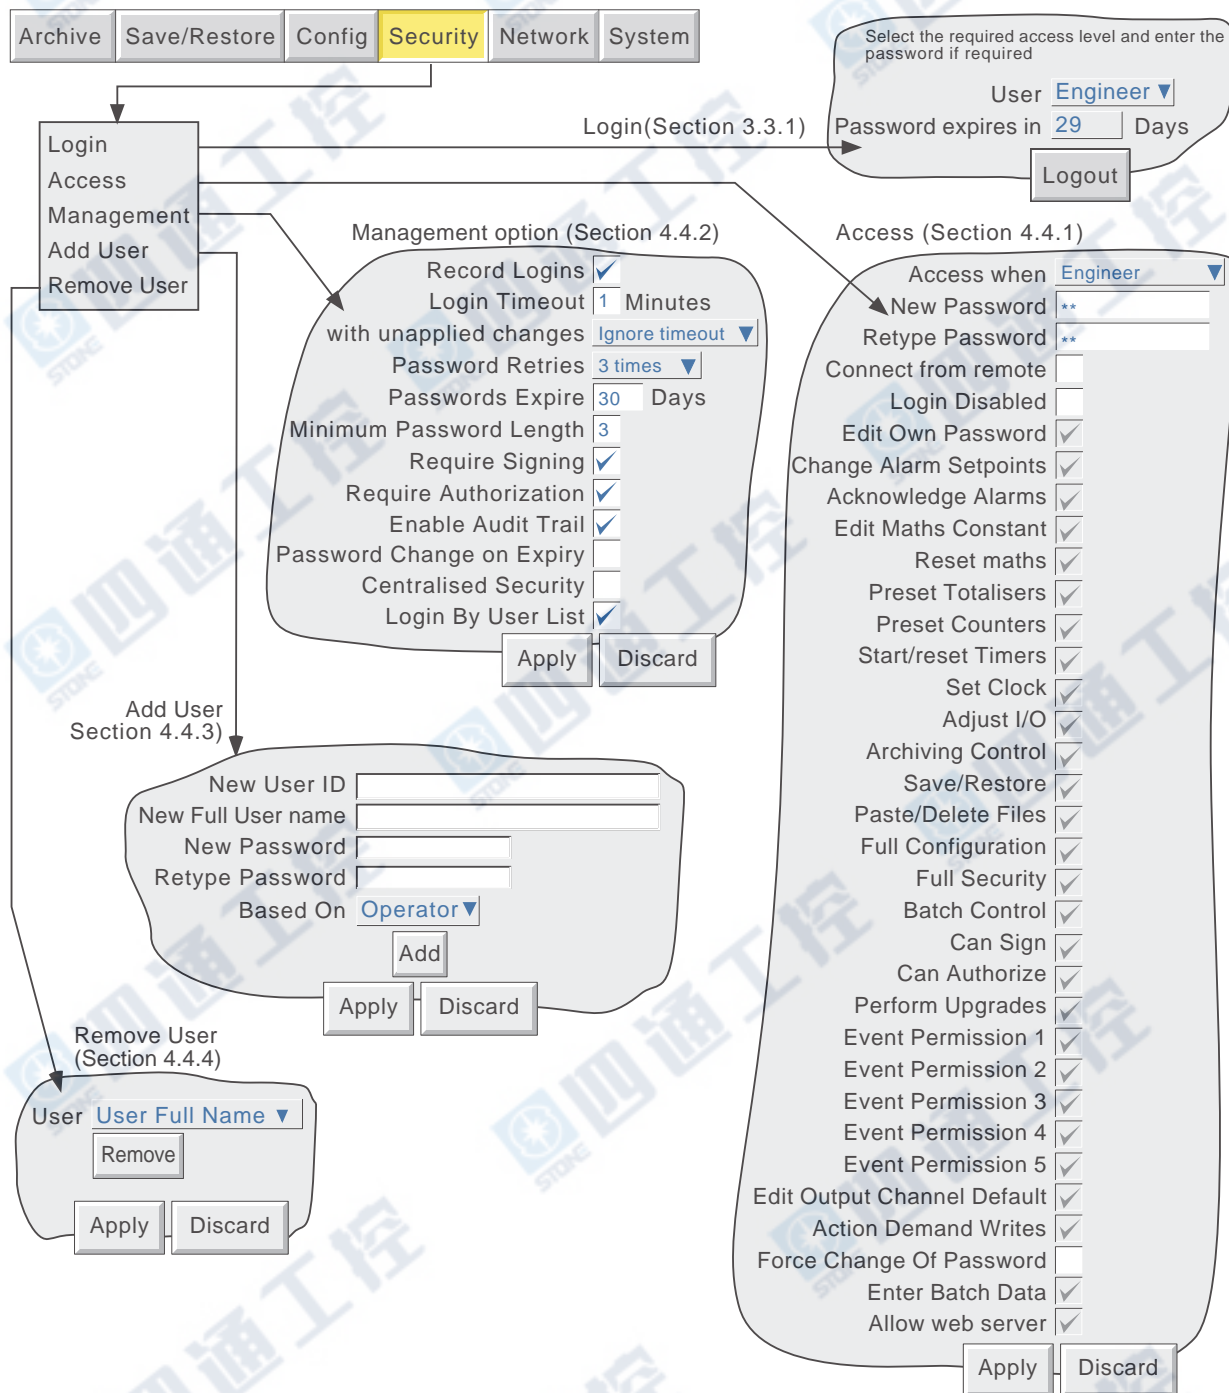 Archive Save/Restore Config Security Network System
Select the required access level and enter the
password if required
User Engineer
Password expires in 29 Days
Logout
Login
Access
Management
Add User
Remove User
Login(Section 3.3.1)
Management option (Section 4.4.2)
Record Logins
Login Timeout 1 Minutes
with unapplied changes Ignore timeout
Password Retries 3 times
Passwords Expire 30 Days
Minimum Password Length 3
Require Signing
Require Authorization
Enable Audit Trail
Password Change on Expiry
Centralised Security
Login By User List
Apply Discard
Access (Section 4.4.1)
Access when Engineer
New Password **
Retype Password **
Connect from remote
Login Disabled
Edit Own Password
Change Alarm Setpoints
Acknowledge Alarms
Edit Maths Constant
Reset maths
Preset Totalisers
Preset Counters
Start/reset Timers
Set Clock
Adjust I/O
Archiving Control
Save/Restore
Paste/Delete Files
Full Configuration
Full Security
Batch Control
Can Sign
Can Authorize
Perform Upgrades
Event Permission 1
Event Permission 2
Event Permission 3
Event Permission 4
Event Permission 5
Edit Output Channel Default
Action Demand Writes
Force Change Of Password
Enter Batch Data
Allow web server
Apply Discard
Add User
Section 4.4.3)
New User ID
New Full User name
New Password
Retype Password
Based On Operator
Add
Apply Discard
Remove User
(Section 4.4.4)
User User Full Name
Remove
Apply Discard
四通工控
STONE